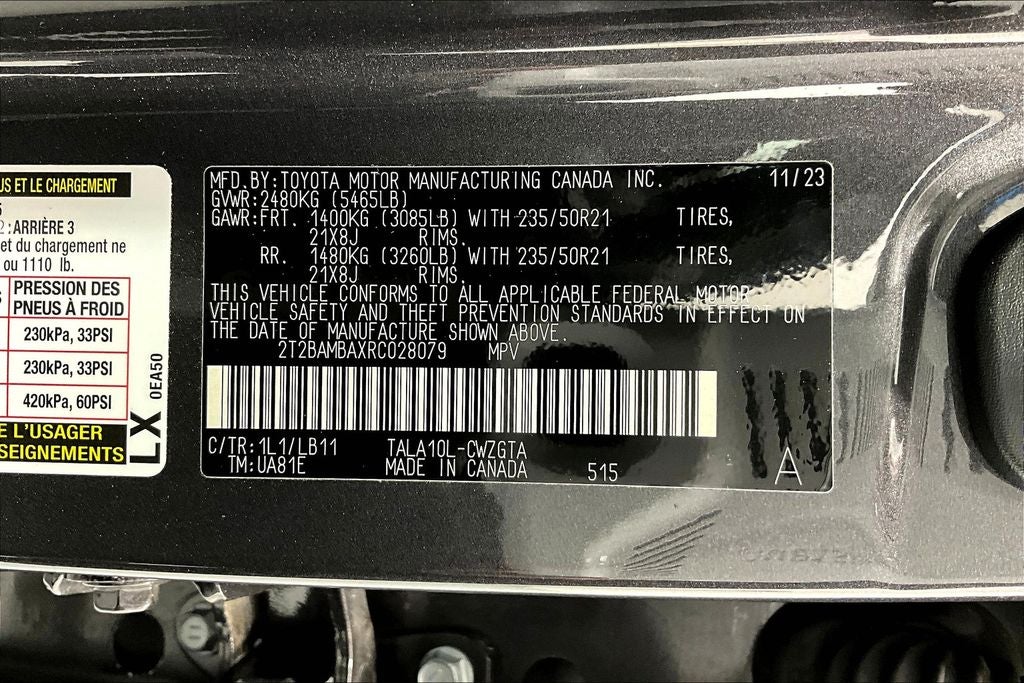 US ET LE CHARGEMENT
5
2 : ARRIÈRE 3
et du chargement ne
ou 1110 lb.
PRESSION DES
PNEUS À FROID
230kPa, 33PSI
230kPa, 33PSI
420kPa, 60PSI
E L'USAGER
SEIGNEMENTS
LX
0EA50
MFD.BY:TOYOTA MOTOR MANUFACTURING CANADA INC. 11/23
GVWR:2480KG (5465LB)
GAWR:FRT. 1400KG (3085LB) WITH 235/50R21 TIRES,
21X8J RIMS.
RR. 1480KG (3260LB) WITH 235/50R21 TIRES,
21X8J RIMS.
THIS VEHICLE CONFORMS TO ALL APPLICABLE FEDERAL MOTOR
VEHICLE SAFETY AND THEFT PREVENTION STANDARDS IN EFFECT ON
THE DATE OF MANUFACTURE SHOWN ABOVE.
2T2BAMBAXRC028079 MPV
C/TR:1L1/LB11 TALA10L-CWZGTA
TM:UA81E MADE IN CANADA 515 A